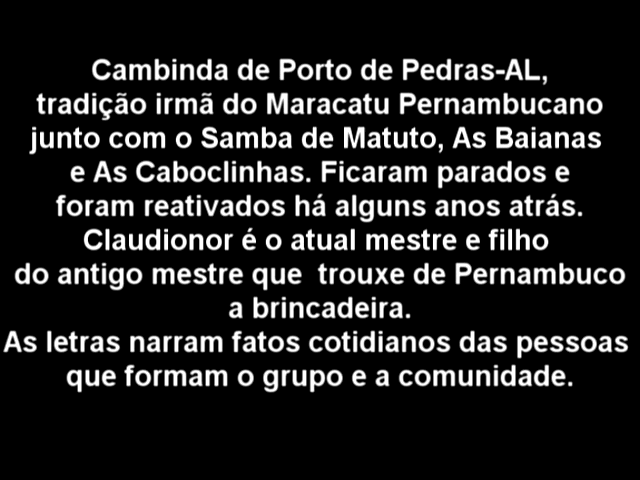 Cambinda de Porto de Pedras-AL,
tradição irmã do Maracatu Pernambucano
junto com o Samba de Matuto, As Baianas
e As Caboclinhas. Ficaram parados e
foram reativados há alguns anos atrás.
Claudionor é o atual mestre e filho
do antigo mestre que  trouxe de Pernambuco
a brincadeira.
As letras narram fatos cotidianos das pessoas
que formam o grupo e a comunidade.